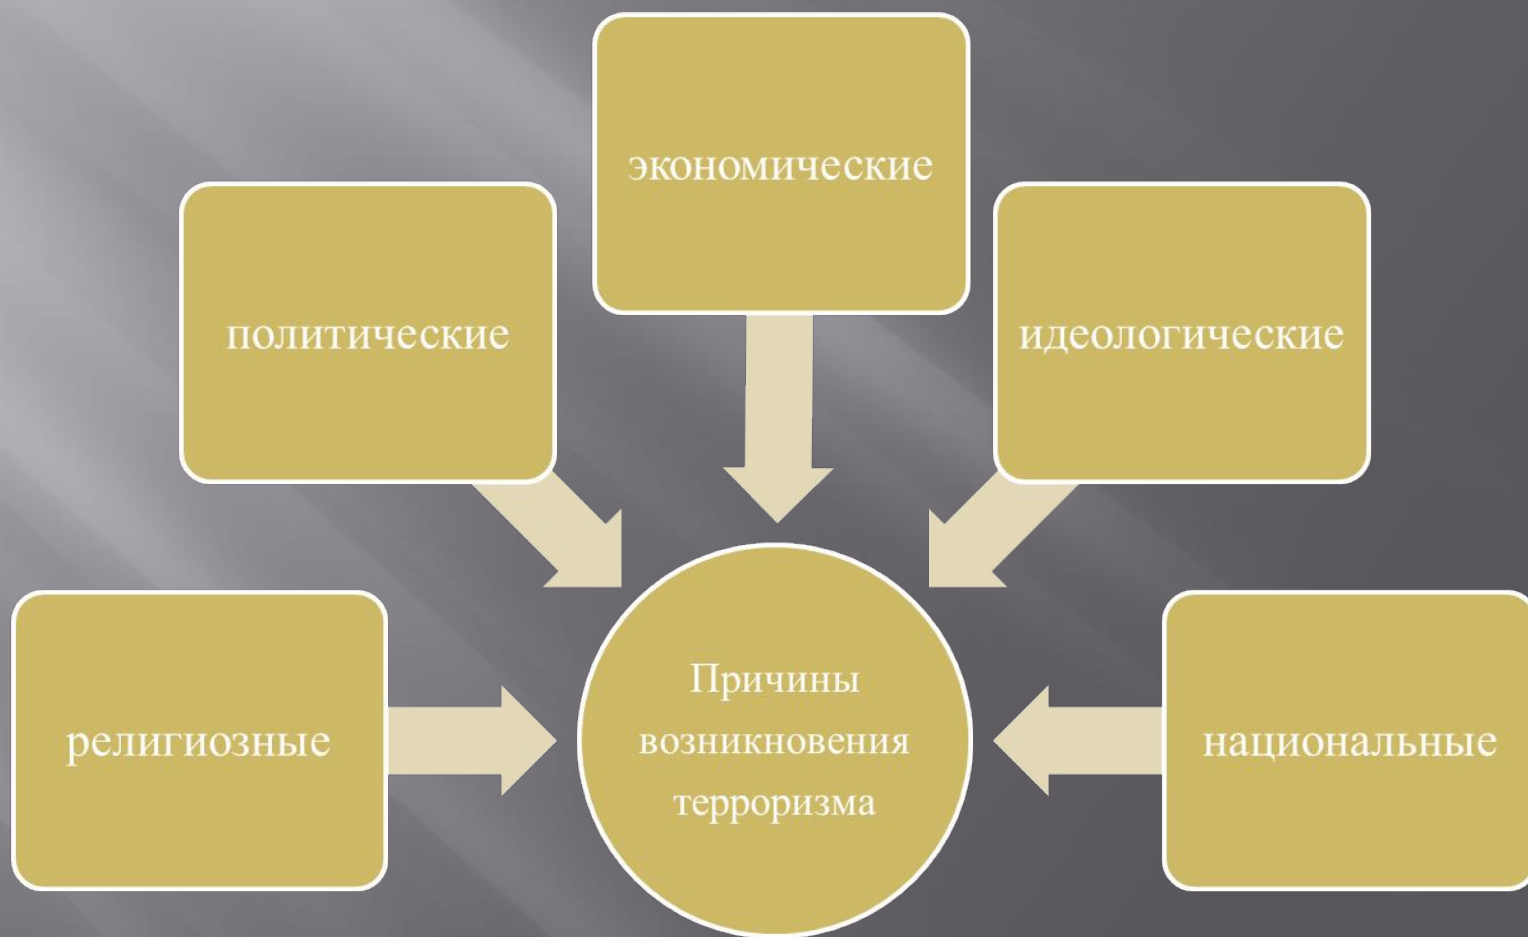 экономические
политические
идеологические
религиозные
Причины
возникновения
терроризма
национальные